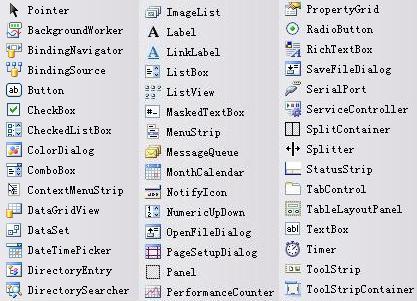 Pointer
BackgroundWorker
BindingNavigator
BindingSource
Button
CheckBox
CheckedListBox
ColorDialog
ComboBox
ContextMenuStrip
DataGridView
DataSet
DateTimePicker
DirectoryEntry
DirectorySearcher
ImageList
Label
LinkLabel
ListBox
ListView
MaskedTextBox
MenuStrip
MessageQueue
MonthCalendar
NotifyIcon
NumericUpDown
OpenFileDialog
PageSetupDialog
Panel
PerformanceCounter
PropertyGrid
RadioButton
RichTextBox
SaveFileDialog
SerialPort
ServiceController
SplitContainer
Splitter
StatusStrip
TabControl
TableLayoutPanel
TextBox
Timer
ToolStrip
ToolStripContainer